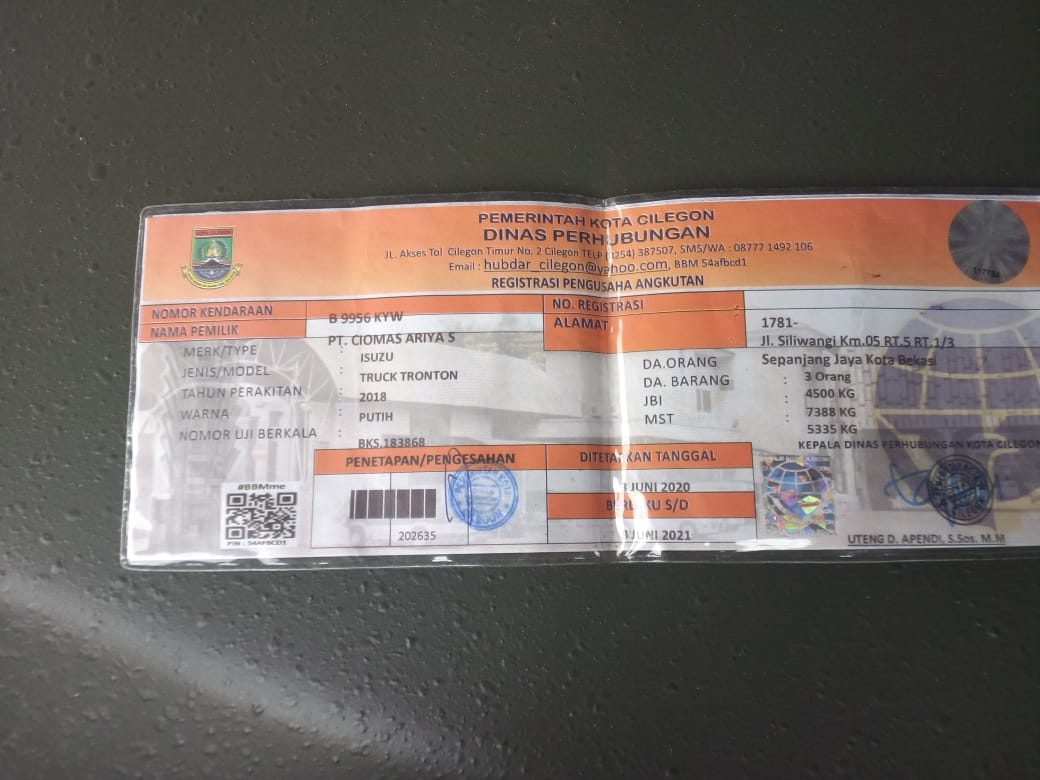 PEMERINTAH KOTA CILEGON
DINAS PERHUBUNGAN
JL. Akses Tol Cilegon Timur No. 2 Cilegon TELP (0254) 387507, SMS/WA : 08777 1492 106
Email : hubdar_cilegon@yahoo.com, BBM 54afbcd1
REGISTRASI PENGUSAHA ANGKUTAN
NOMOR KENDARAAN B 9956 KYW
NAMA PEMILIK PT. CIOMAS ARIYA S
MERK/TYPE : ISUZU
JENIS/MODEL : TRUCK TRONTON
TAHUN PERAKITAN : 2018
WARNA : PUTIH
NOMOR UJI BERKALA : BKS.183868
NO. REGISTRASI 1781-
ALAMAT Jl. Siliwangi Km.05 RT.5 RT.1/3
Sepanjang Jaya Kota Bekasi
DA.ORANG : 3 Orang
DA. BARANG : 4500 KG
JBI : 7388 KG
MST : 5335 KG
PENETAPAN/PENGESAHAN
202635
DITETAPKAN TANGGAL
JUNI 2020
BERLAKU S/D
JUNI 2021
KEPALA DINAS PERHUBUNGAN KOTA CILEGON
UTENG D. APENDI, S.Sos. M.M
#BBMme
PIN : 54AFBCD1